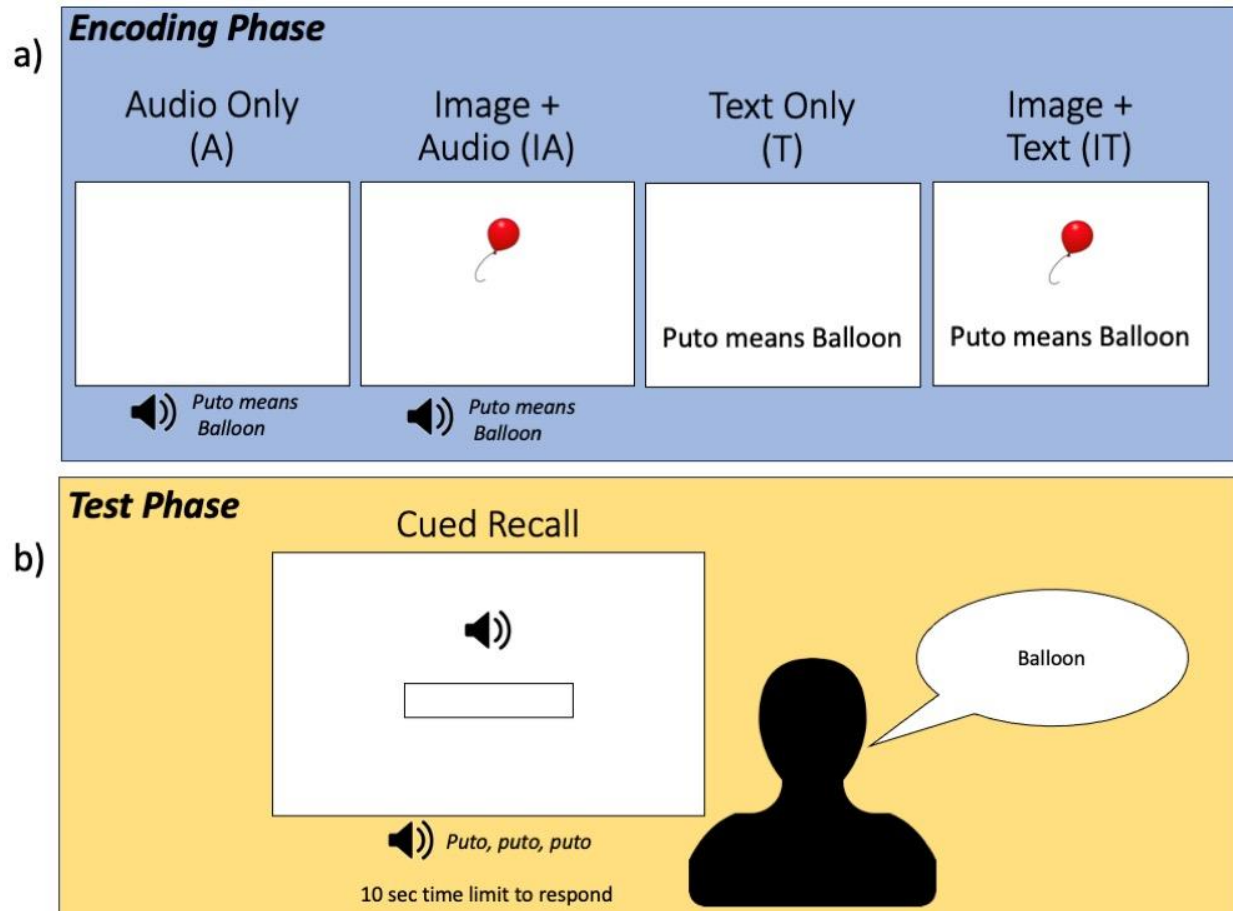 a)
Encoding Phase
Audio Only
(A)
Image +
Audio (IA)
Text Only
(T)
Image +
Text (IT)
Puto means Balloon
Puto means Balloon
Puto means
Balloon
Puto means
Balloon
b)
Test Phase
Cued Recall
Balloon
Puto, puto, puto
10 sec time limit to respond